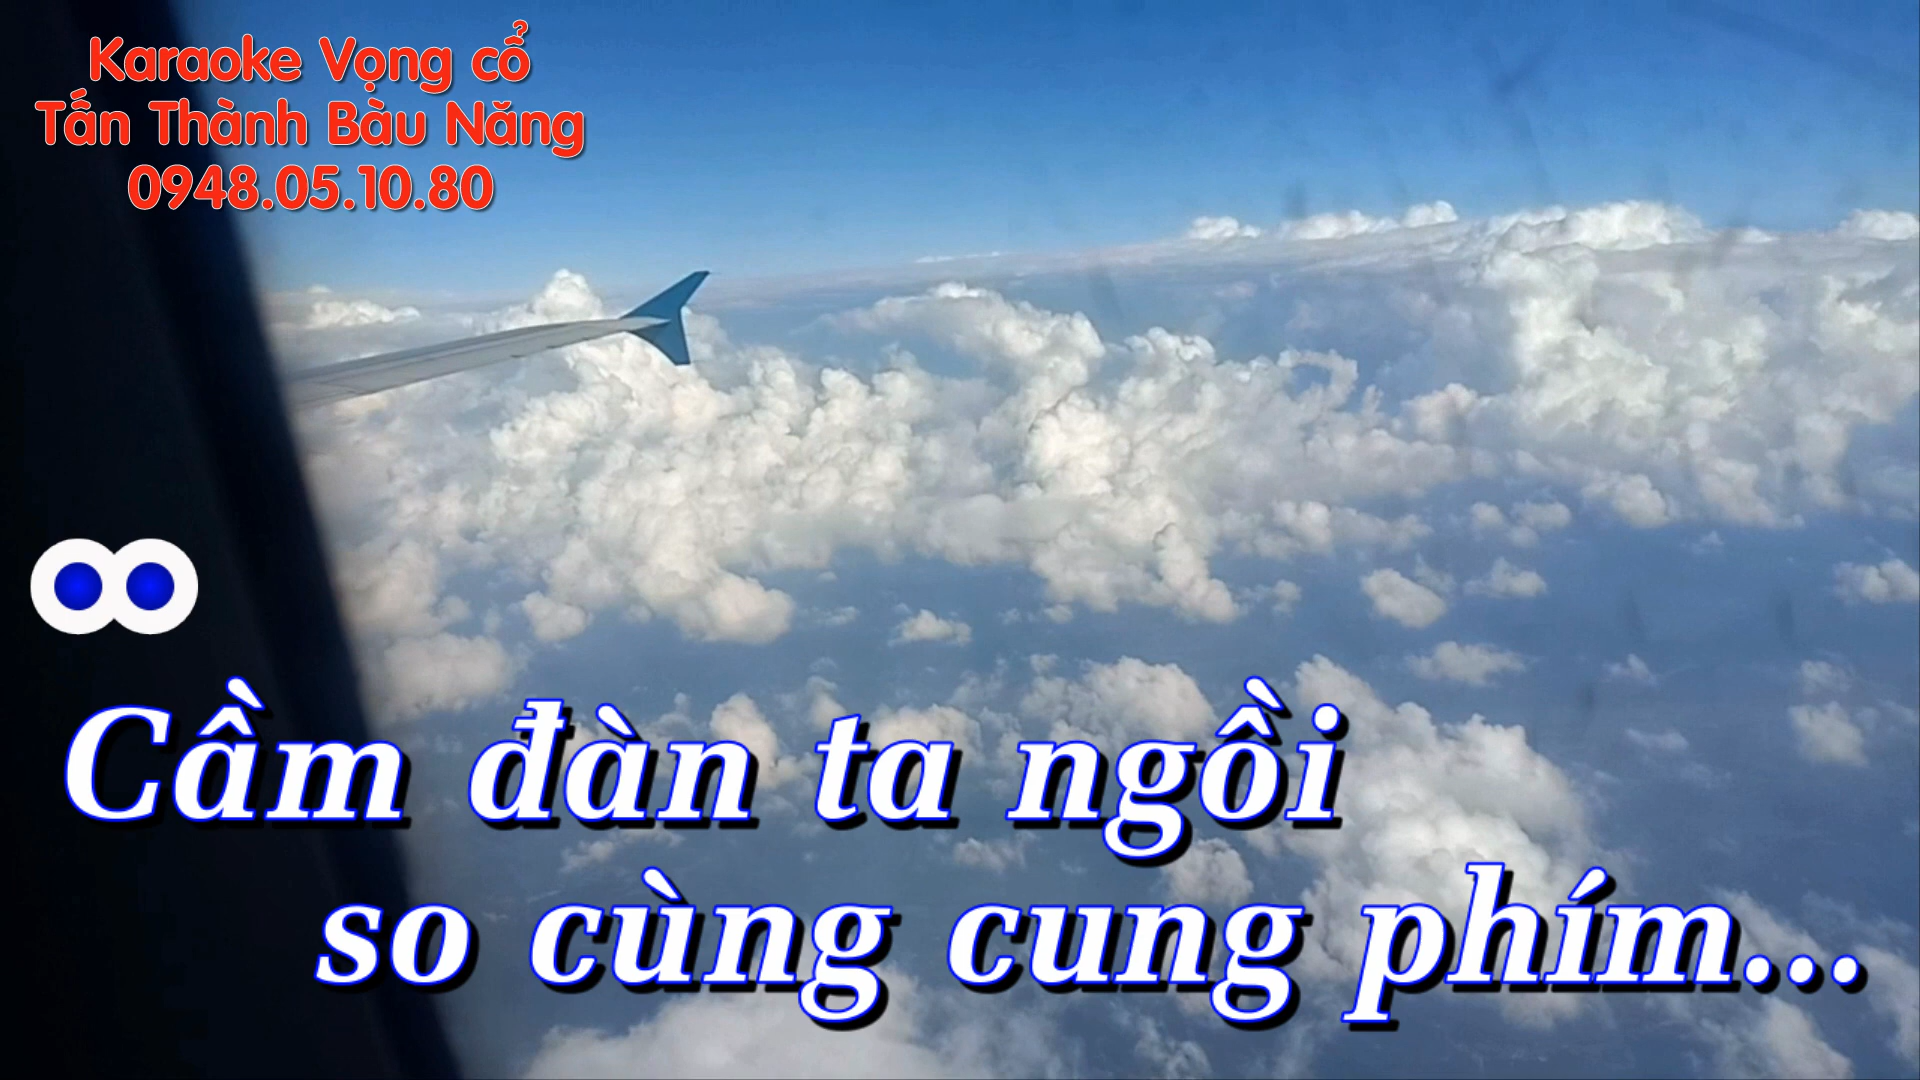 Karaoke Vọng cổ
Tấn Thành Bàu Năng
0948.05.10.80
Cầm đàn ta ngồi
so cùng cung phím...